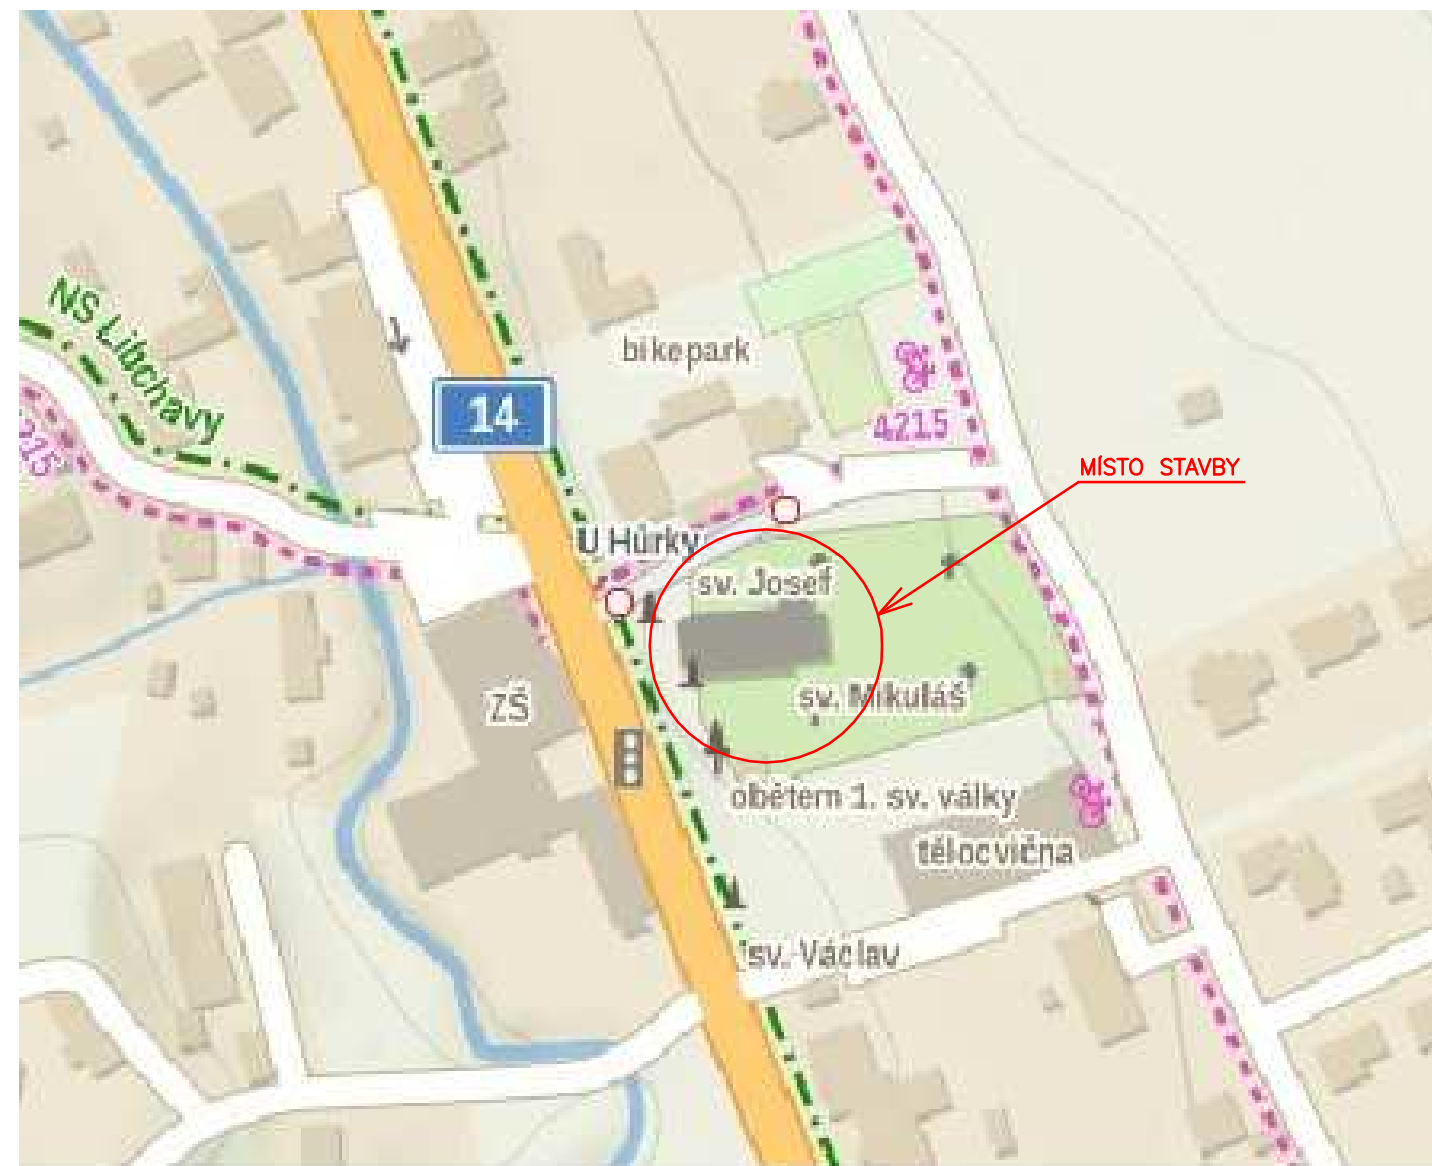 NS Libchavy
bikepark
14
4215
215
MÍSTO STAVBY
U Hůrky
sv. Josef
sv. Mikuláš
ZŠ
obětem 1. sv. války
tělocvična
sv. Václav